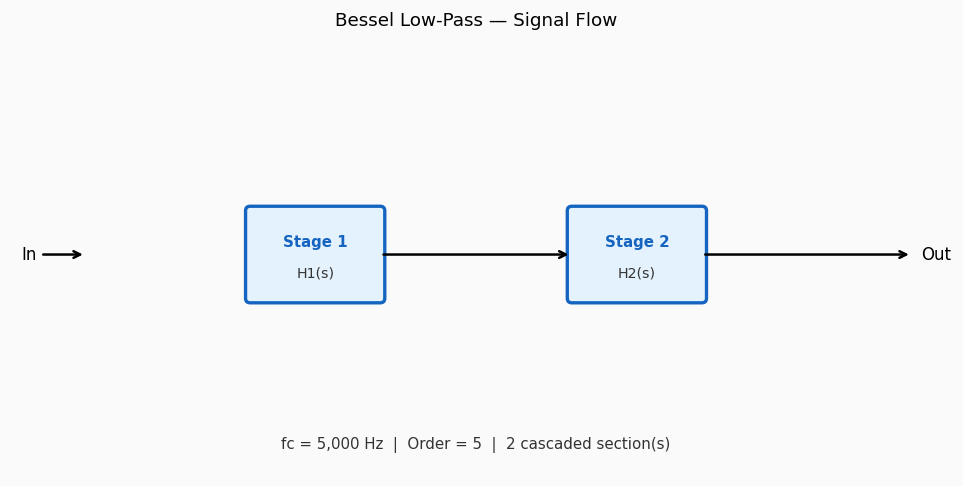 Bessel Low-Pass — Signal Flow
In
Stage 1
H1(s)
Stage 2
H2(s)
Out
fc = 5,000 Hz | Order = 5 | 2 cascaded section(s)